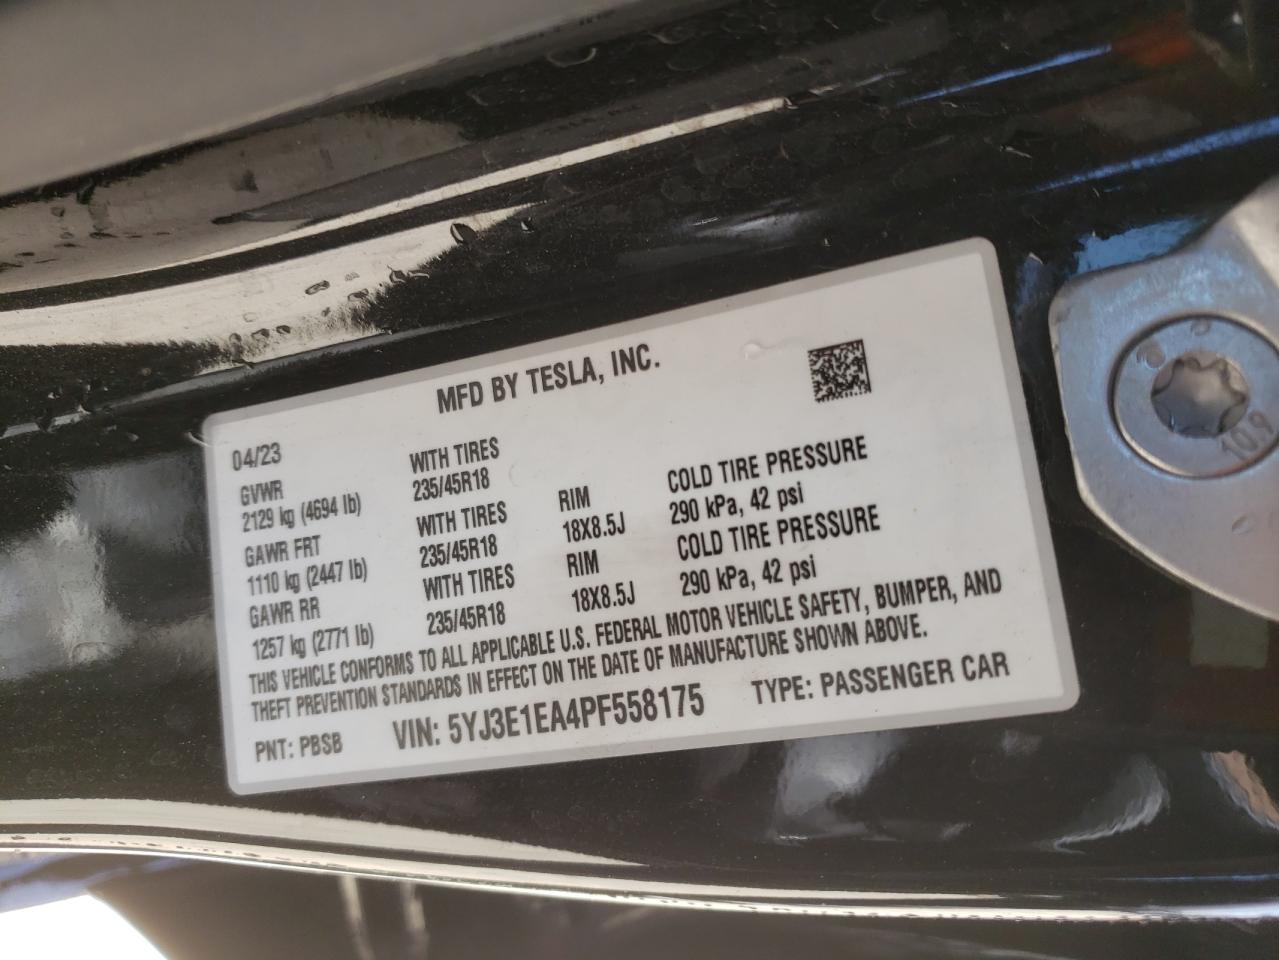 MFD BY TESLA, INC.
04/23
GVWR
2129 kg (4694 lb)
GAWR FRT
1110 kg (2447 lb)
GAWR RR
1257 kg (2771 lb)
WITH TIRES
235/45R18
WITH TIRES
235/45R18
WITH TIRES
235/45R18
RIM
18X8.5J
RIM
18X8.5J
COLD TIRE PRESSURE
290 kPa, 42 psi
COLD TIRE PRESSURE
290 kPa, 42 psi
THIS VEHICLE CONFORMS TO ALL APPLICABLE U.S. FEDERAL MOTOR VEHICLE SAFETY, BUMPER, AND
THEFT PREVENTION STANDARDS IN EFFECT ON THE DATE OF MANUFACTURE SHOWN ABOVE.
PNT: PBSB VIN: 5YJ3E1EA4PF558175 TYPE: PASSENGER CAR
10.9